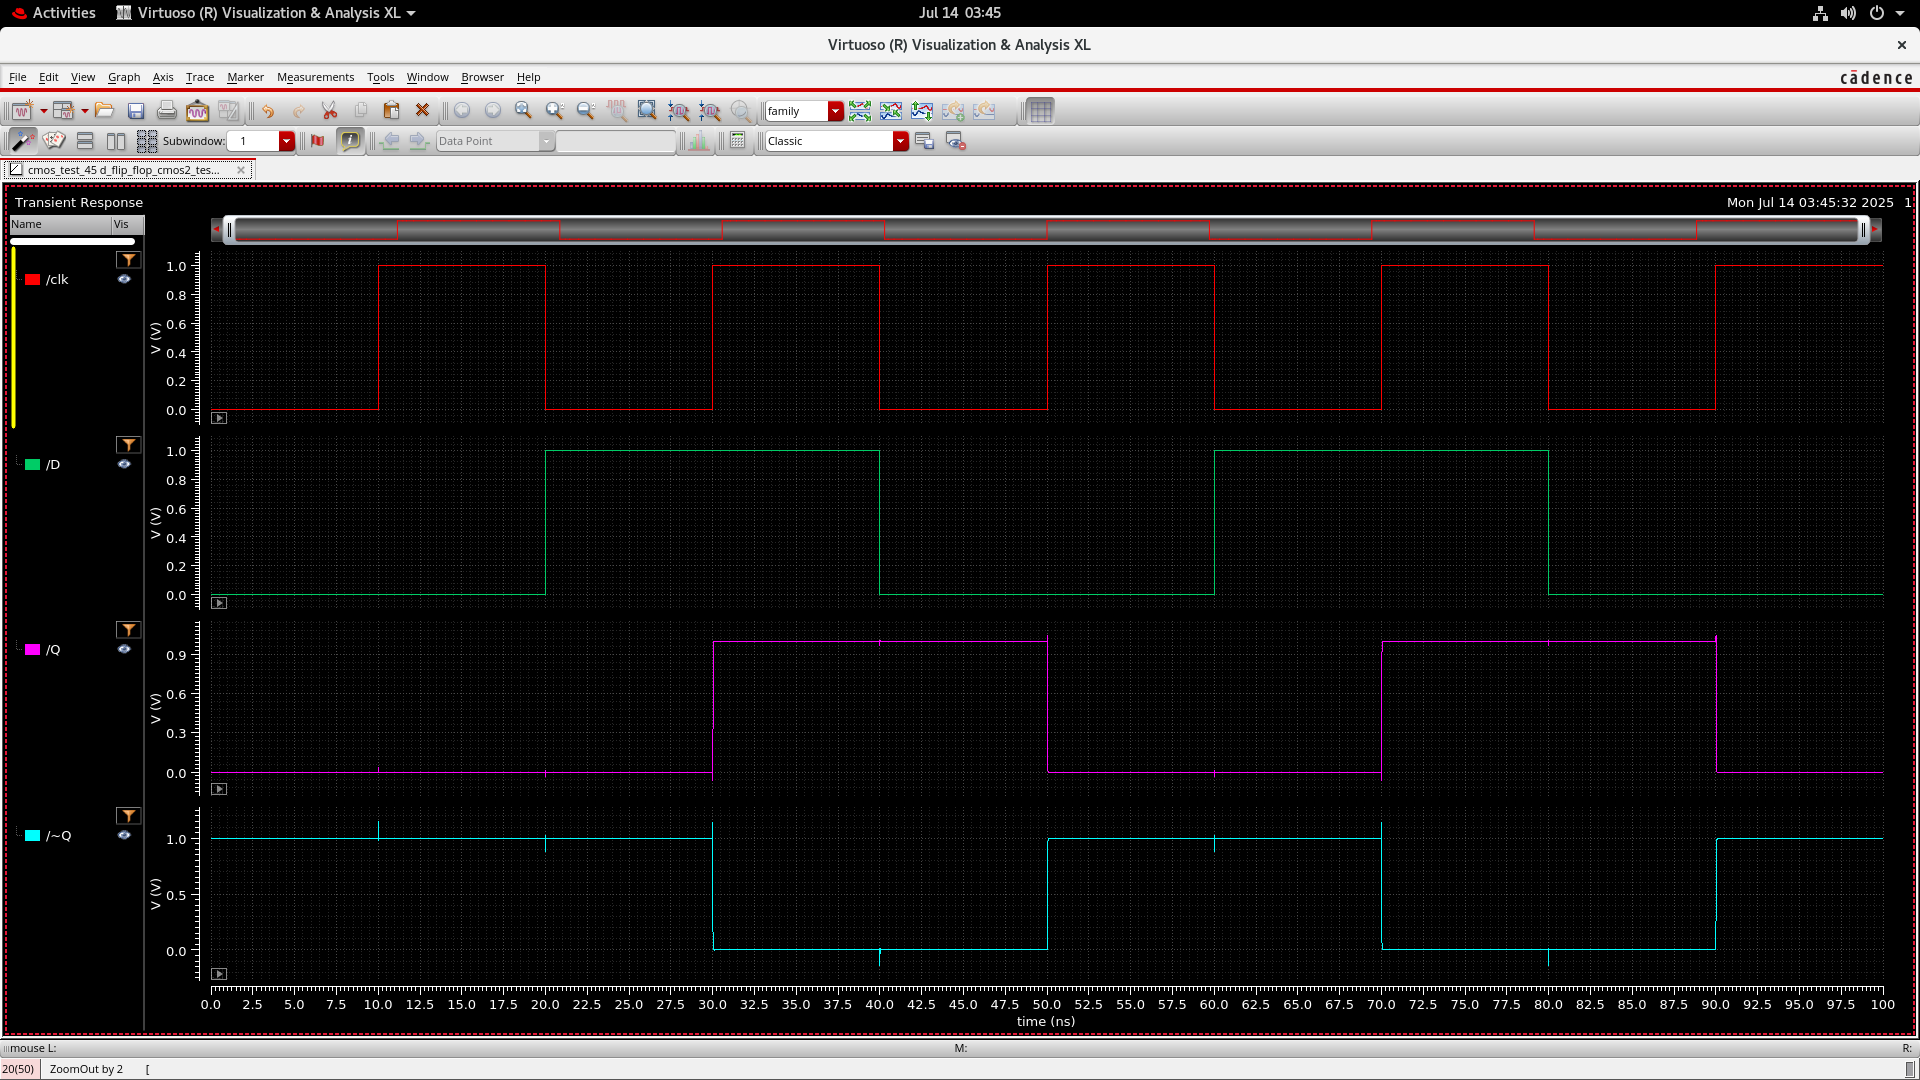 Activities Virtuoso (R) Visualization & Analysis XL Jul 14 03:45
Virtuoso (R) Visualization & Analysis XL
File Edit View Graph Axis Trace Marker Measurements Tools Window Browser Help cādence
family
Subwindow: 1 Data Point Classic
cmos_test_45 d_flip_flop_cmos2_tes...
Transient Response Mon Jul 14 03:45:32 2025 1
Name Vis
/clk
V (V)
1.0
0.8
0.6
0.4
0.2
0.0
/D
V (V)
1.0
0.8
0.6
0.4
0.2
0.0
/Q
V (V)
0.9
0.6
0.3
0.0
/~Q
V (V)
1.0
0.5
0.0
0.0 2.5 5.0 7.5 10.0 12.5 15.0 17.5 20.0 22.5 25.0 27.5 30.0 32.5 35.0 37.5 40.0 42.5 45.0 47.5 50.0 52.5 55.0 57.5 60.0 62.5 65.0 67.5 70.0 72.5 75.0 77.5 80.0 82.5 85.0 87.5 90.0 92.5 95.0 97.5 100
time (ns)
mouse L: M: R:
20(50) ZoomOut by 2 [